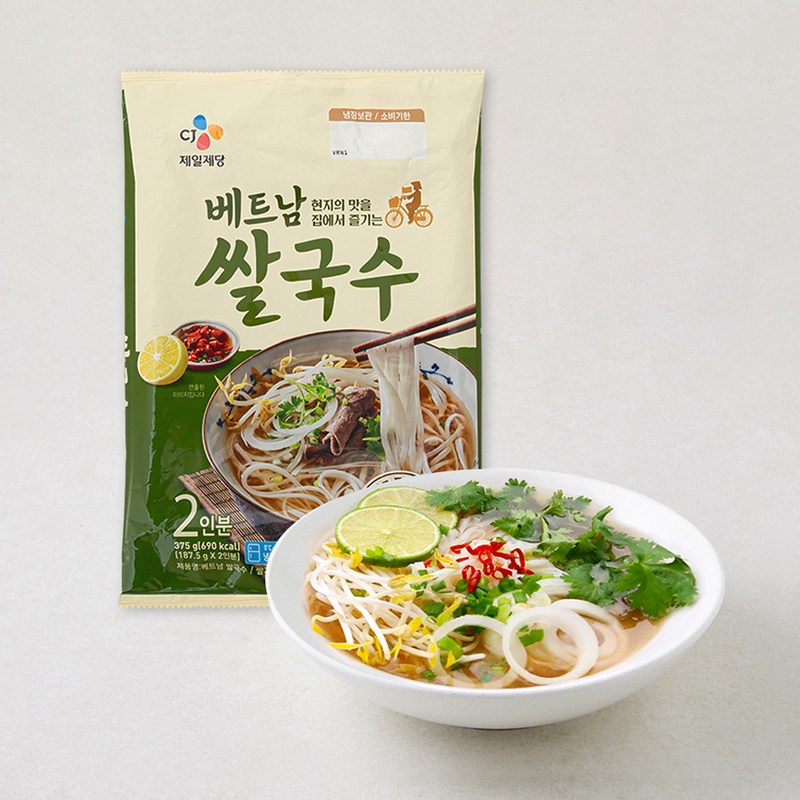 냉장보관 / 소비기한
VRN1
CJ
제일제당
베트남
현지의 맛을
집에서 즐기는
쌀국수
연출된
이미지입니다
2인분
375 g(690 kcal)
(187.5 g X 2인분)
제품명:베트남 쌀국수